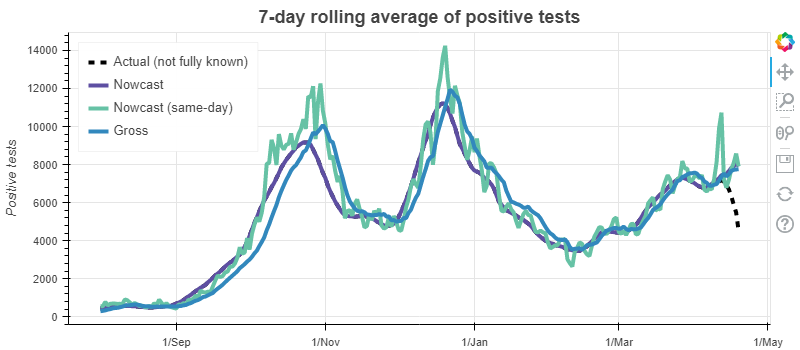 7-day rolling average of positive tests
Actual (not fully known)
Nowcast
Nowcast (same-day)
Gross
Positive tests
14000
12000
10000
8000
6000
4000
2000
0
1/Sep
1/Nov
1/Jan
1/Mar
1/May